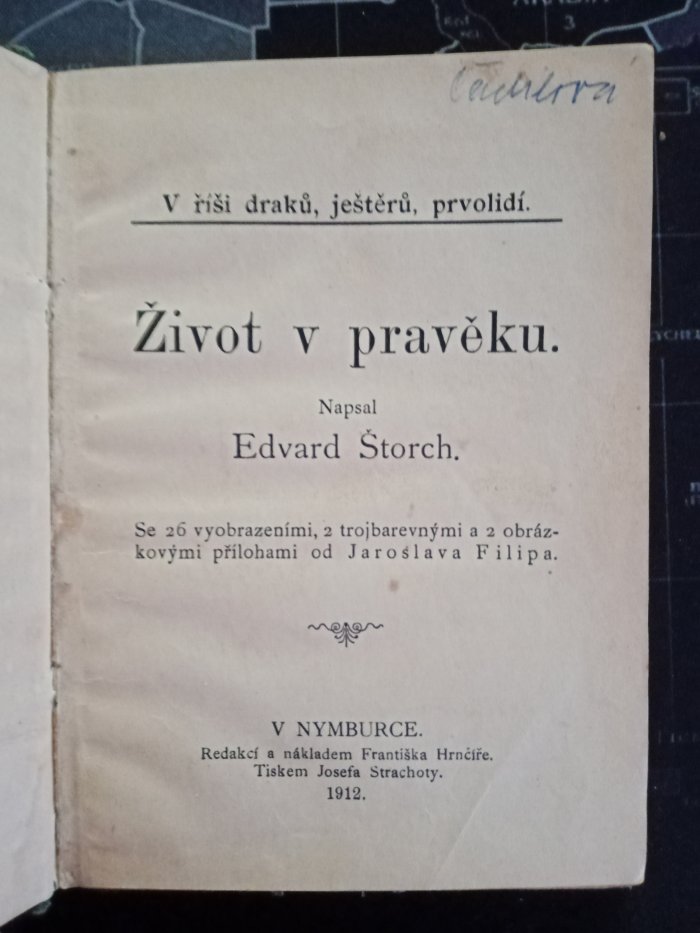 V říši draků, ještěrů, prvolidí.
Život v pravěku.
Napsal
Edvard Štorch.
Se 26 vyobrazeními, 2 trojbarevnými a 2 obráz-
kovými přílohami od Jaroslava Filipa.
V NYMBURCE.
Redakcí a nákladem Františka Hrnčíře.
Tiskem Josefa Strachoty.
1912.